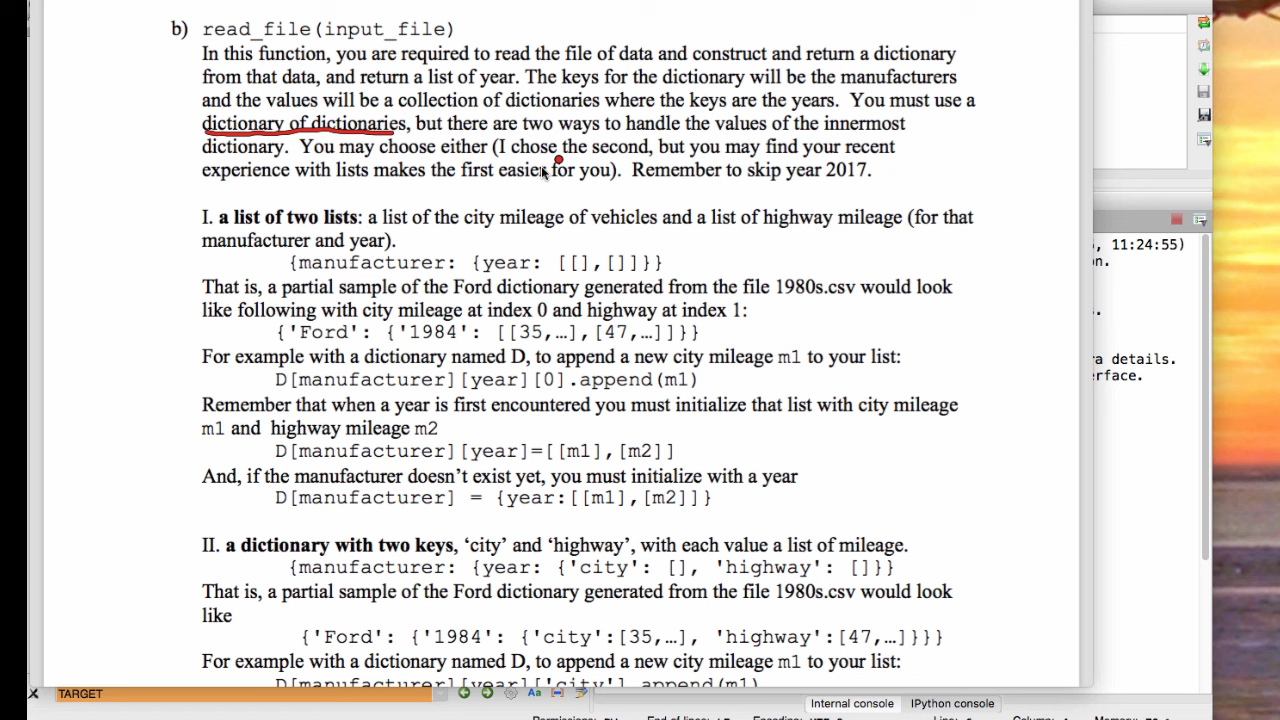 b) read_file(input_file)
In this function, you are required to read the file of data and construct and return a dictionary
from that data, and return a list of year. The keys for the dictionary will be the manufacturers
and the values will be a collection of dictionaries where the keys are the years. You must use a
dictionary of dictionaries, but there are two ways to handle the values of the innermost
dictionary. You may choose either (I chose the second, but you may find your recent
experience with lists makes the first easier for you). Remember to skip year 2017.
I. a list of two lists: a list of the city mileage of vehicles and a list of highway mileage (for that
manufacturer and year).
{manufacturer: {year: [[],[]]}}
That is, a partial sample of the Ford dictionary generated from the file 1980s.csv would look
like following with city mileage at index 0 and highway at index 1:
{'Ford': {'1984': [[35,…],[47,…]]}}
For example with a dictionary named D, to append a new city mileage m1 to your list:
D[manufacturer][year][0].append(m1)
Remember that when a year is first encountered you must initialize that list with city mileage
m1 and highway mileage m2
D[manufacturer][year]=[[m1],[m2]]
And, if the manufacturer doesn't exist yet, you must initialize with a year
D[manufacturer] = {year:[[m1],[m2]]}
II. a dictionary with two keys, 'city' and 'highway', with each value a list of mileage.
{manufacturer: {year: {'city': [], 'highway': []}}
That is, a partial sample of the Ford dictionary generated from the file 1980s.csv would look
like
{'Ford': {'1984': {'city':[35,…], 'highway':[47,…]}}}
For example with a dictionary named D, to append a new city mileage m1 to your list:
D[manufacturer][year]['city'].append(m1)
, 11:24:55)
on.
s.
ra details.
erface.
TARGET
Aa
Internal console
IPython console